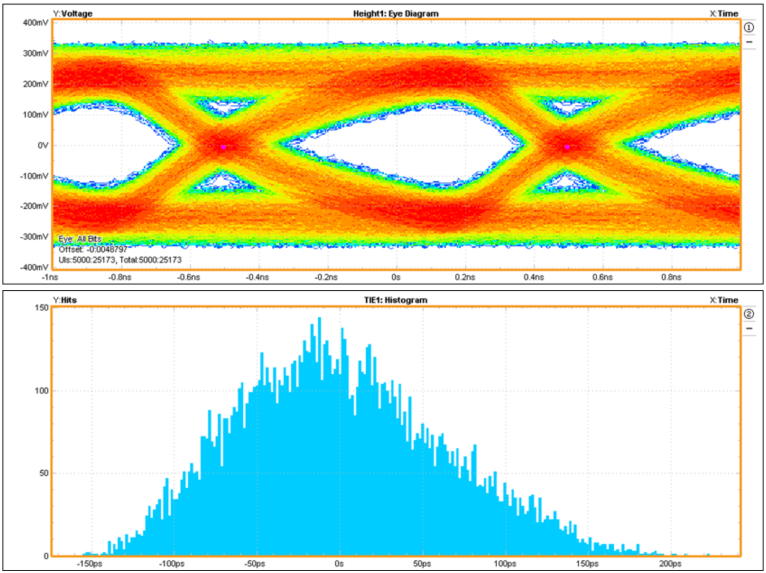 Y:Voltage Height1: Eye Diagram X:Time
400mV
300mV
200mV
100mV
0V
-100mV
-200mV
-300mV
-400mV
Eye: All Bits
Offset: -0.0048797
UIs:5000:25173, Total:5000:25173
-1ns -0.8ns -0.6ns -0.4ns -0.2ns 0s 0.2ns 0.4ns 0.6ns 0.8ns
1
Y:Hits TIE1: Histogram X:Time
150
100
50
0
-150ps -100ps -50ps 0s 50ps 100ps 150ps 200ps
2